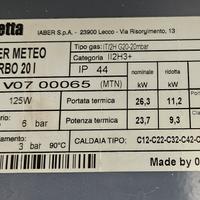 etta IABER S.p.A. - 23900 Lecco - Via Risorgimento, 13
ER METEO Tipo gas: IT I2H G20-20mbar
RBO 20 I Categoria II2H3+
IP 44 nominale ridotta
V07 00065 (MTN) kW kW
125W Portata termica 26,3 11,2
6 bar Potenza termica 23,7 9,3
3 bar 90°C CALDAIA TIPO: C12-C22-C32-C42-C
Made by